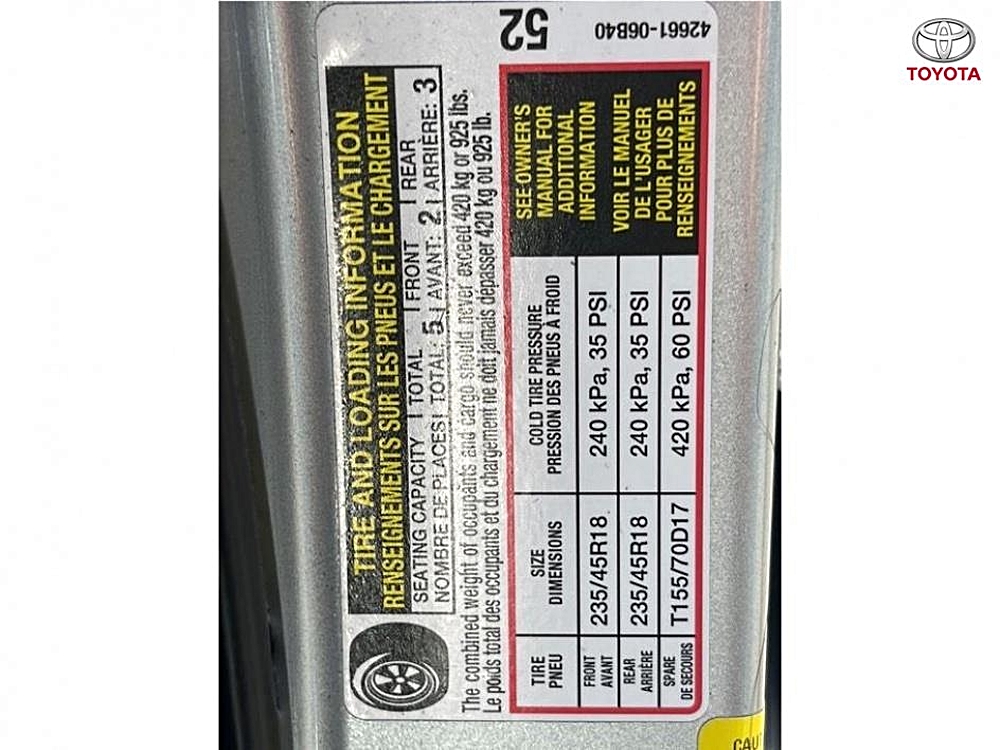 TOYOTA
42661-06B40
52
TIRE AND LOADING INFORMATION
RENSEIGNEMENTS SUR LES PNEUS ET LE CHARGEMENT
SEATING CAPACITY | TOTAL | FRONT | REAR
NOMBRE DE PLACES | TOTAL: 5 | AVANT: 2 | ARRIÈRE: 3
The combined weight of occupants and cargo should never exceed 420 kg or 925 lbs.
Le poids total des occupants et du chargement ne doit jamais dépasser 420 kg ou 925 lb.
TIRE PNEU
SIZE DIMENSIONS
COLD TIRE PRESSURE
PRESSION DES PNEUS À FROID
FRONT AVANT 235/45R18 240 kPa, 35 PSI
REAR ARRIÈRE 235/45R18 240 kPa, 35 PSI
SPARE DE SECOURS T155/70D17 420 kPa, 60 PSI
SEE OWNER'S
MANUAL FOR
ADDITIONAL
INFORMATION
VOIR LE MANUEL
DE L'USAGER
POUR PLUS DE
RENSEIGNEMENTS